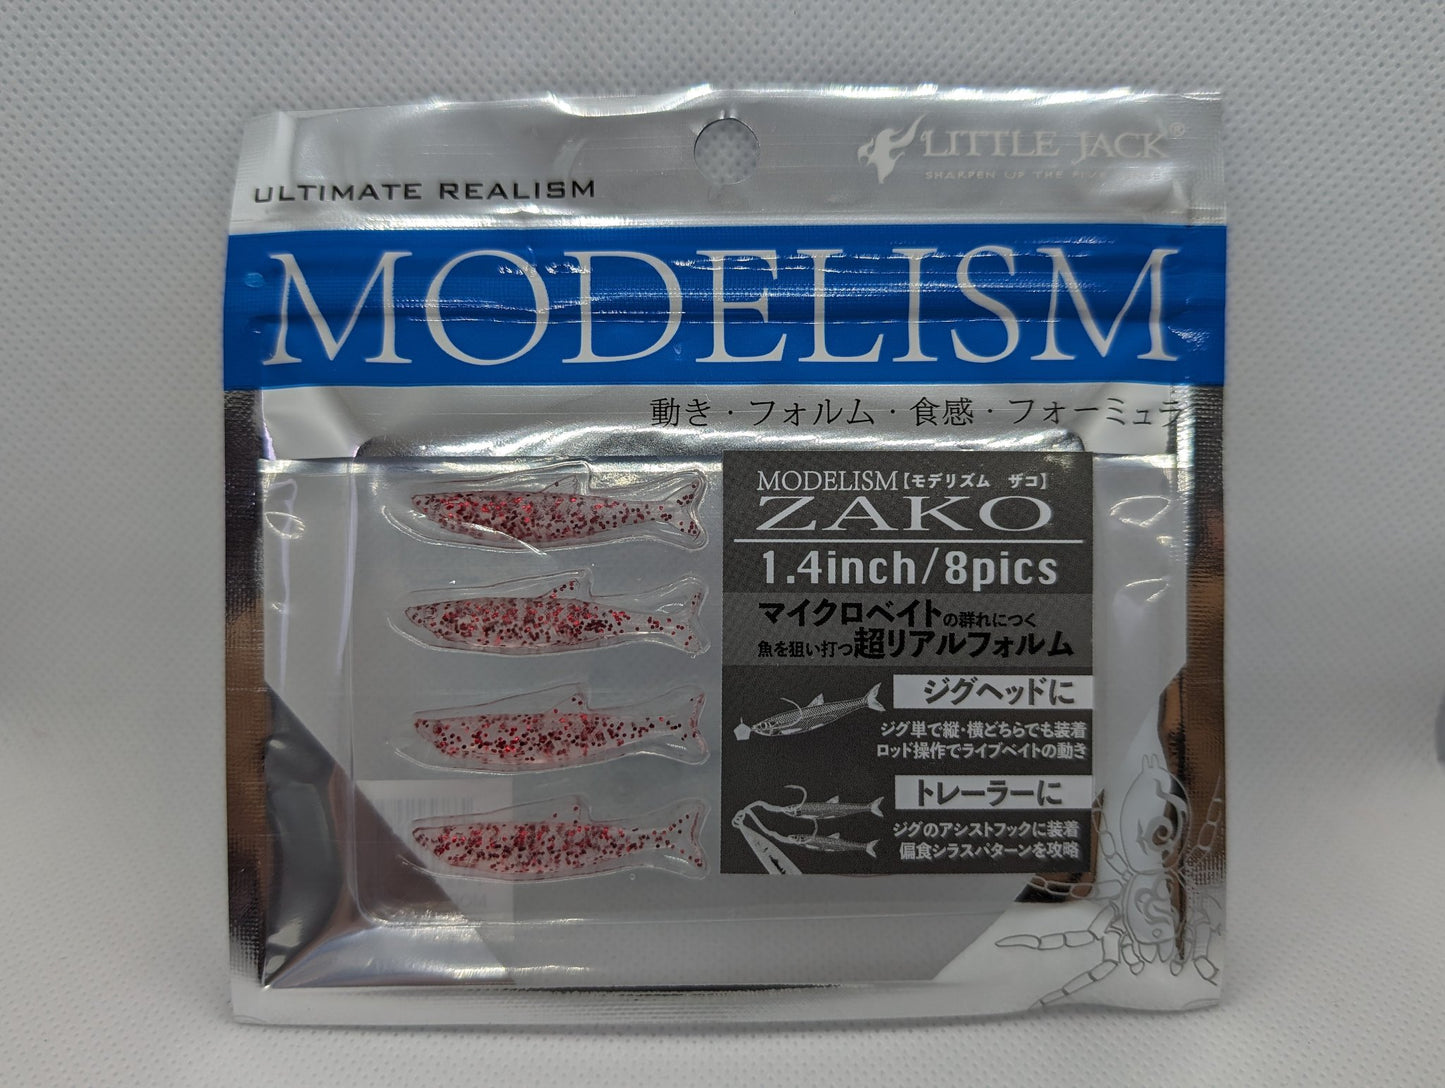 LITTLE JACK®
SHARPEN UP THE
ULTIMATE REALISM
MODELISM
動き・フォルム・食感・フォーミュラ
MODELISM【モデリズム ザコ】
ZAKO
1.4inch/8pics
マイクロベイトの群れにつく
魚を狙い打つ超リアルフォルム
ジグヘッドに
ジグ単で縦・横どちらでも装着
ロッド操作でライブベイトの動き
トレーラーに
ジグのアシストフックに装着
偏食シラスパターンを攻略